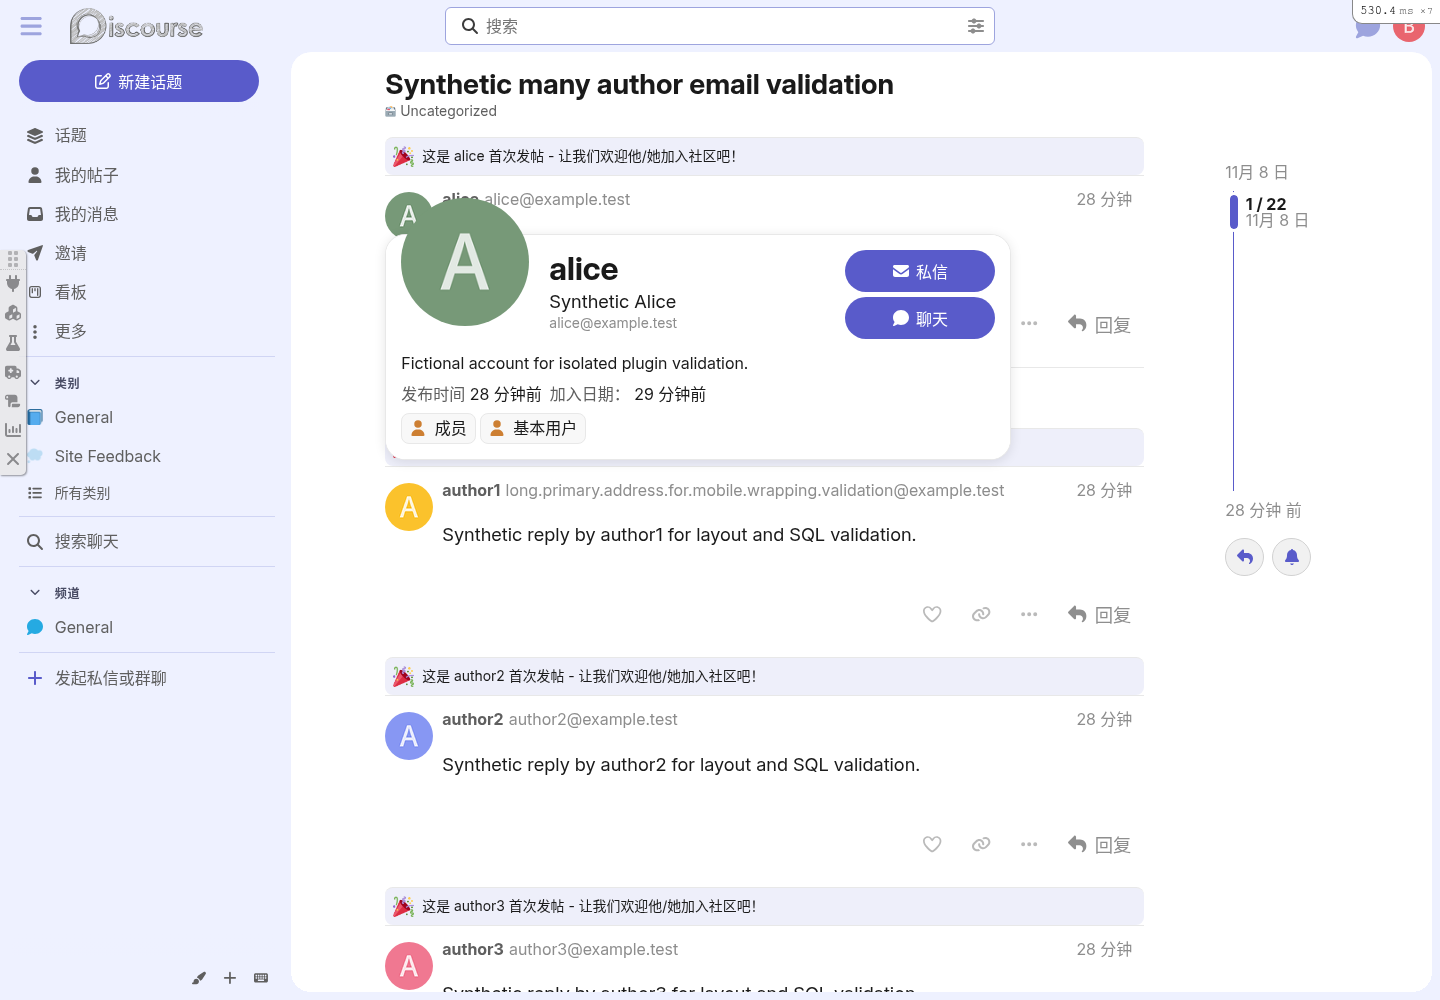 Discourse
搜索
530.4 ms ×7
B
新建话题
话题
我的帖子
我的消息
邀请
看板
更多
类别
General
Site Feedback
所有类别
搜索聊天
频道
General
发起私信或群聊
Synthetic many author email validation
Uncategorized
这是 alice 首次发帖 - 让我们欢迎他/她加入社区吧！
A
alice alice@example.test
28 分钟
A
alice
Synthetic Alice
alice@example.test
私信
聊天
Fictional account for isolated plugin validation.
发布时间 28 分钟前 加入日期： 29 分钟前
成员
基本用户
回复
A
author1 long.primary.address.for.mobile.wrapping.validation@example.test
28 分钟
Synthetic reply by author1 for layout and SQL validation.
回复
这是 author2 首次发帖 - 让我们欢迎他/她加入社区吧！
A
author2 author2@example.test
28 分钟
Synthetic reply by author2 for layout and SQL validation.
回复
这是 author3 首次发帖 - 让我们欢迎他/她加入社区吧！
A
author3 author3@example.test
28 分钟
Synthetic reply by author3 for layout and SQL validation.
11月 8 日
1 / 22
11月 8 日
28 分钟 前